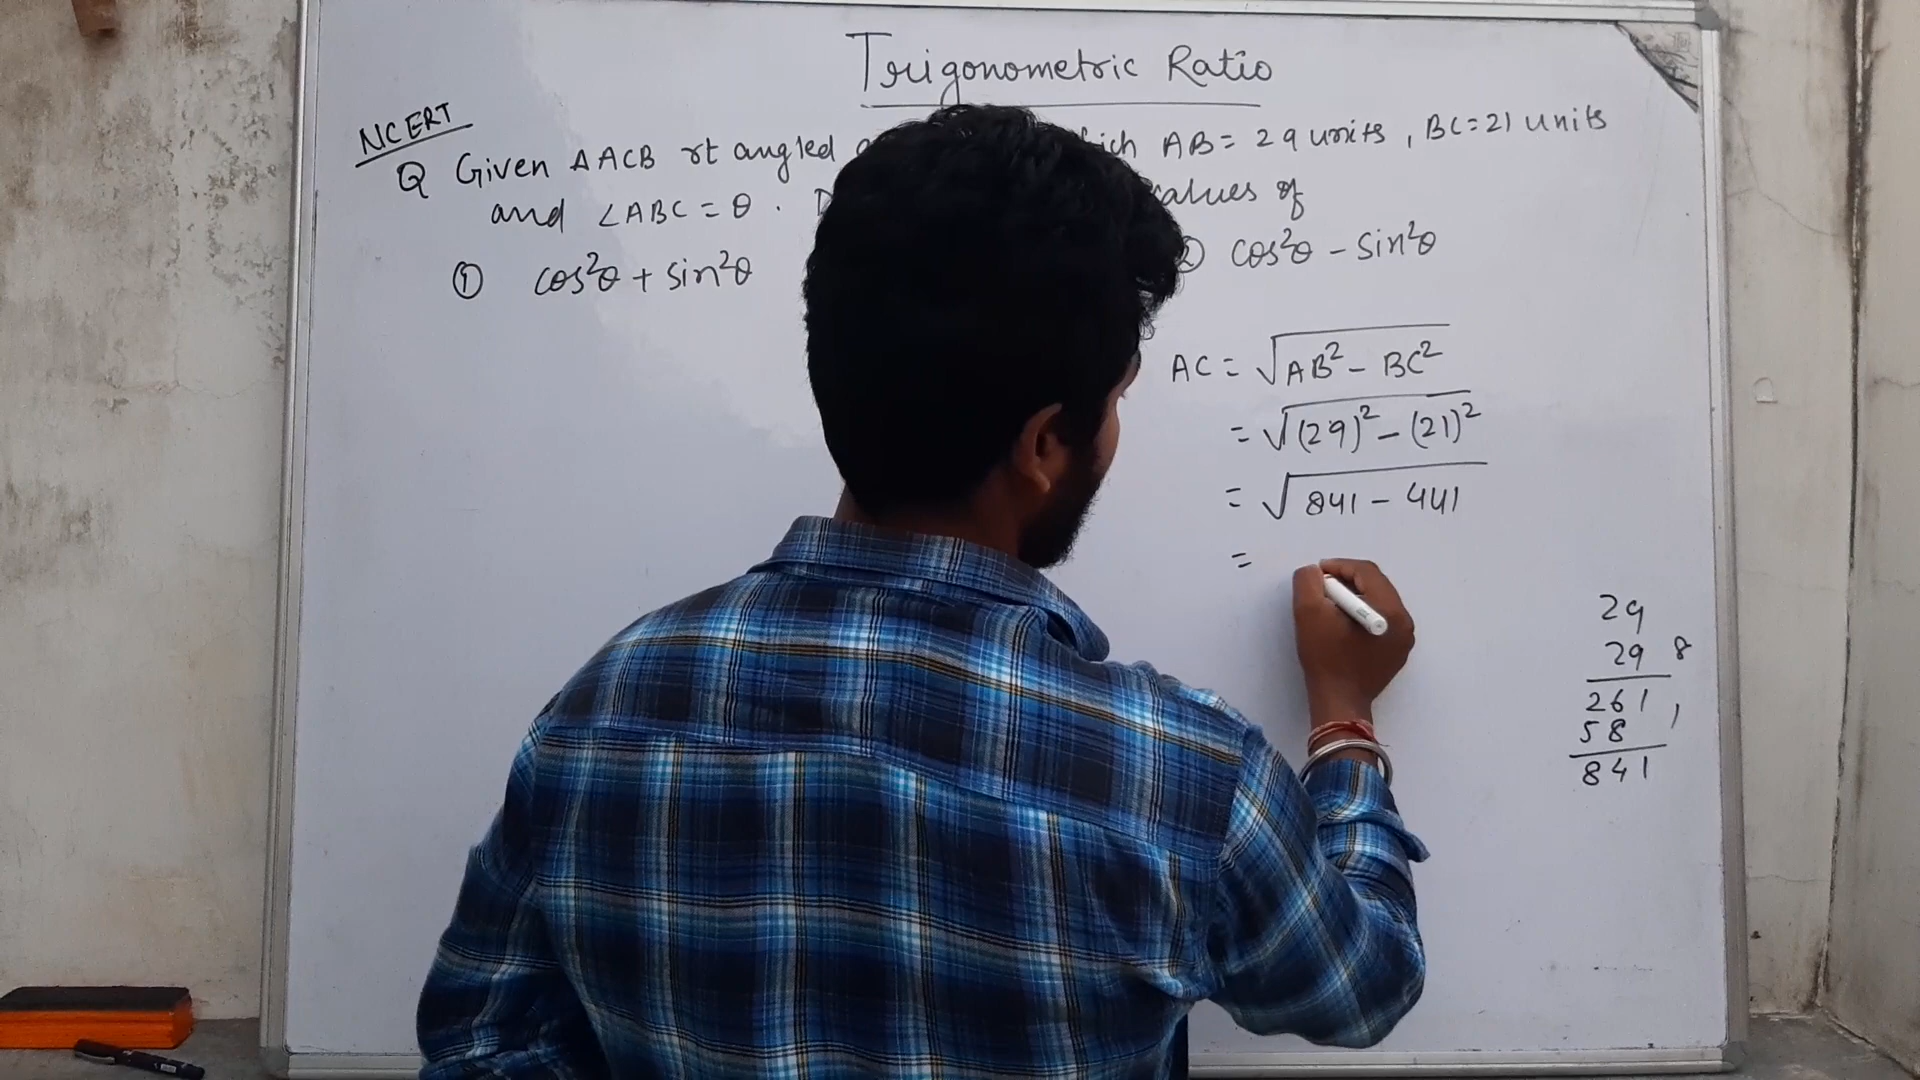 Trigonometric Ratio
NCERT
Q Given ΔACB rt angled AB = 29 units, BC = 21 units
and ∠ABC = θ. values of
① cos²θ + sin²θ
② cos²θ - sin²θ
AC = √AB² - BC²
= √(29)² - (21)²
= √841 - 441
=
29
29 8
261 1
58
841